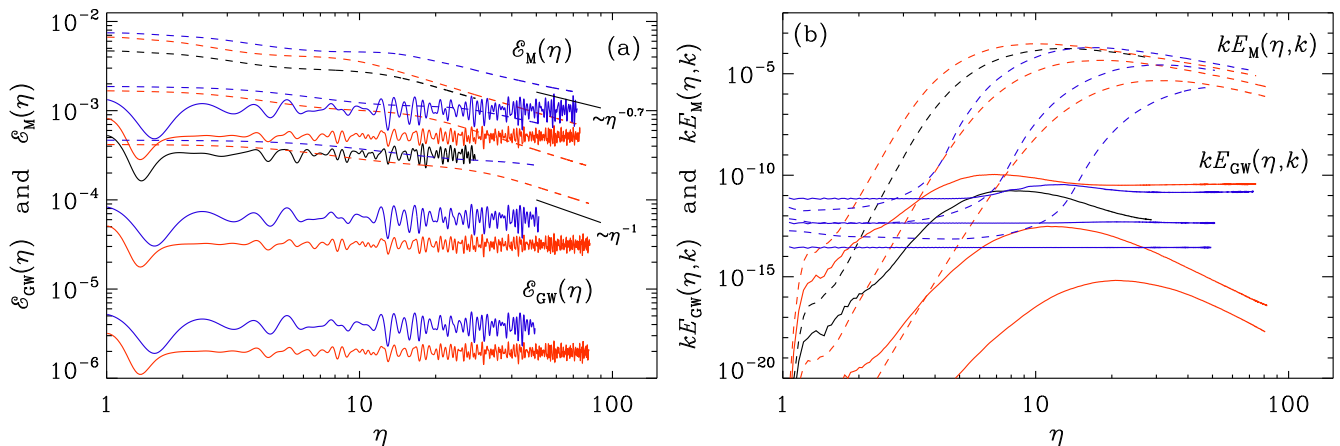 (a)
ℰ_M(η)
~η^−0.7
~η^−1
ℰ_GW(η)
ℰ_GW(η) and ℰ_M(η)
10^−2
10^−3
10^−4
10^−5
10^−6
1 10 100
η
(b)
kE_M(η,k)
kE_GW(η,k)
kE_GW(η,k) and kE_M(η,k)
10^−5
10^−10
10^−15
10^−20
1 10 100
η